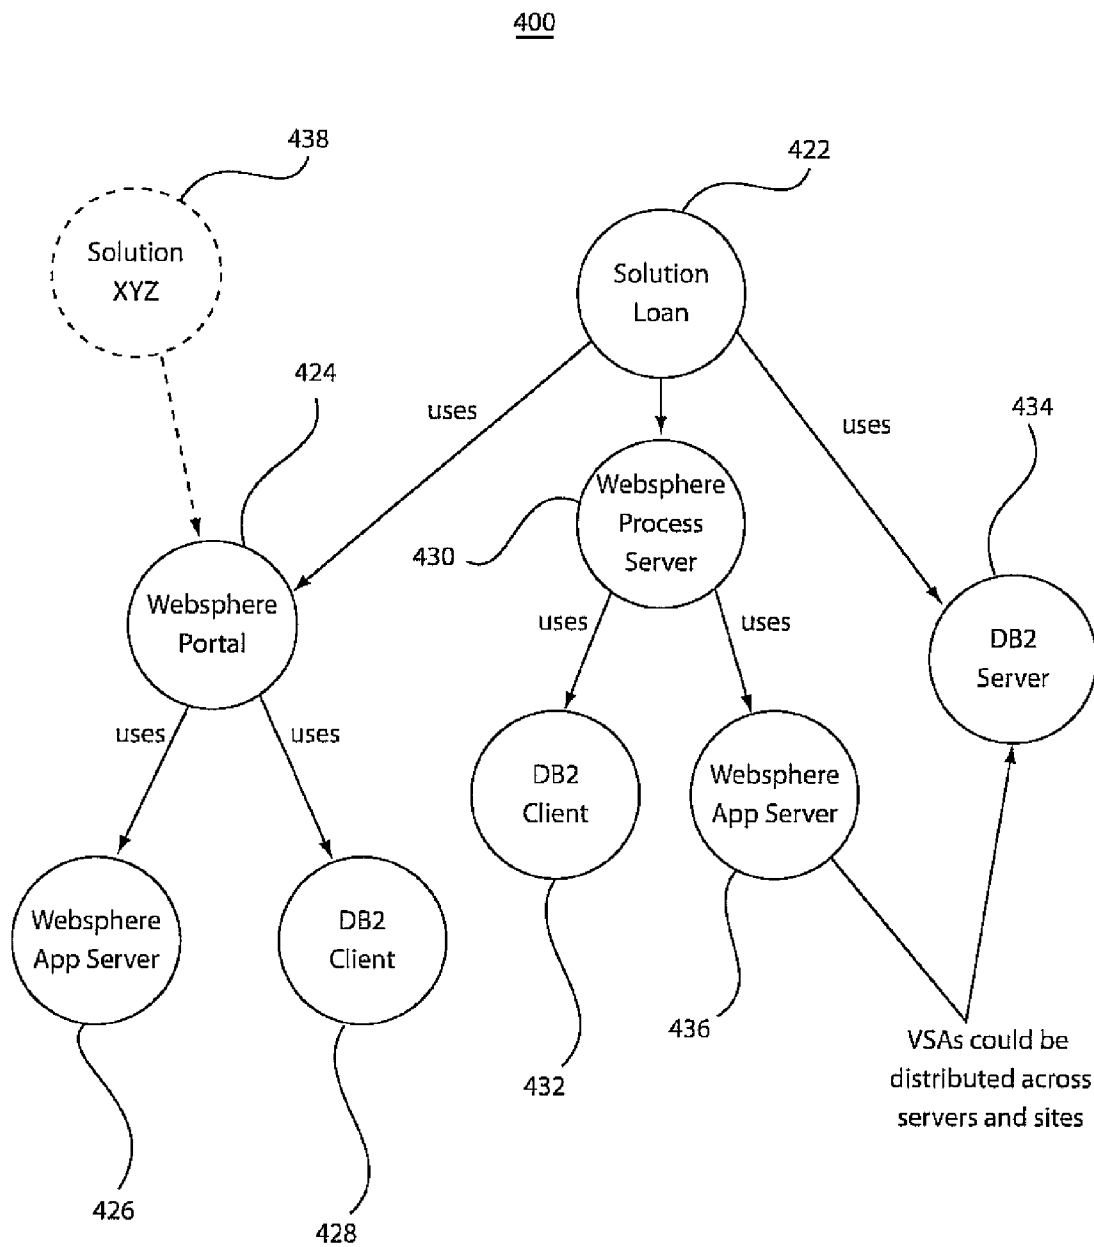 400
438
422
Solution
XYZ
Solution
Loan
424
uses
434
uses
Websphere
Process
Server
430
Websphere
Portal
uses
uses
DB2
Server
uses
uses
DB2
Client
Websphere
App Server
Websphere
App Server
DB2
Client
436
VSAs could be
distributed across
servers and sites
432
426
428